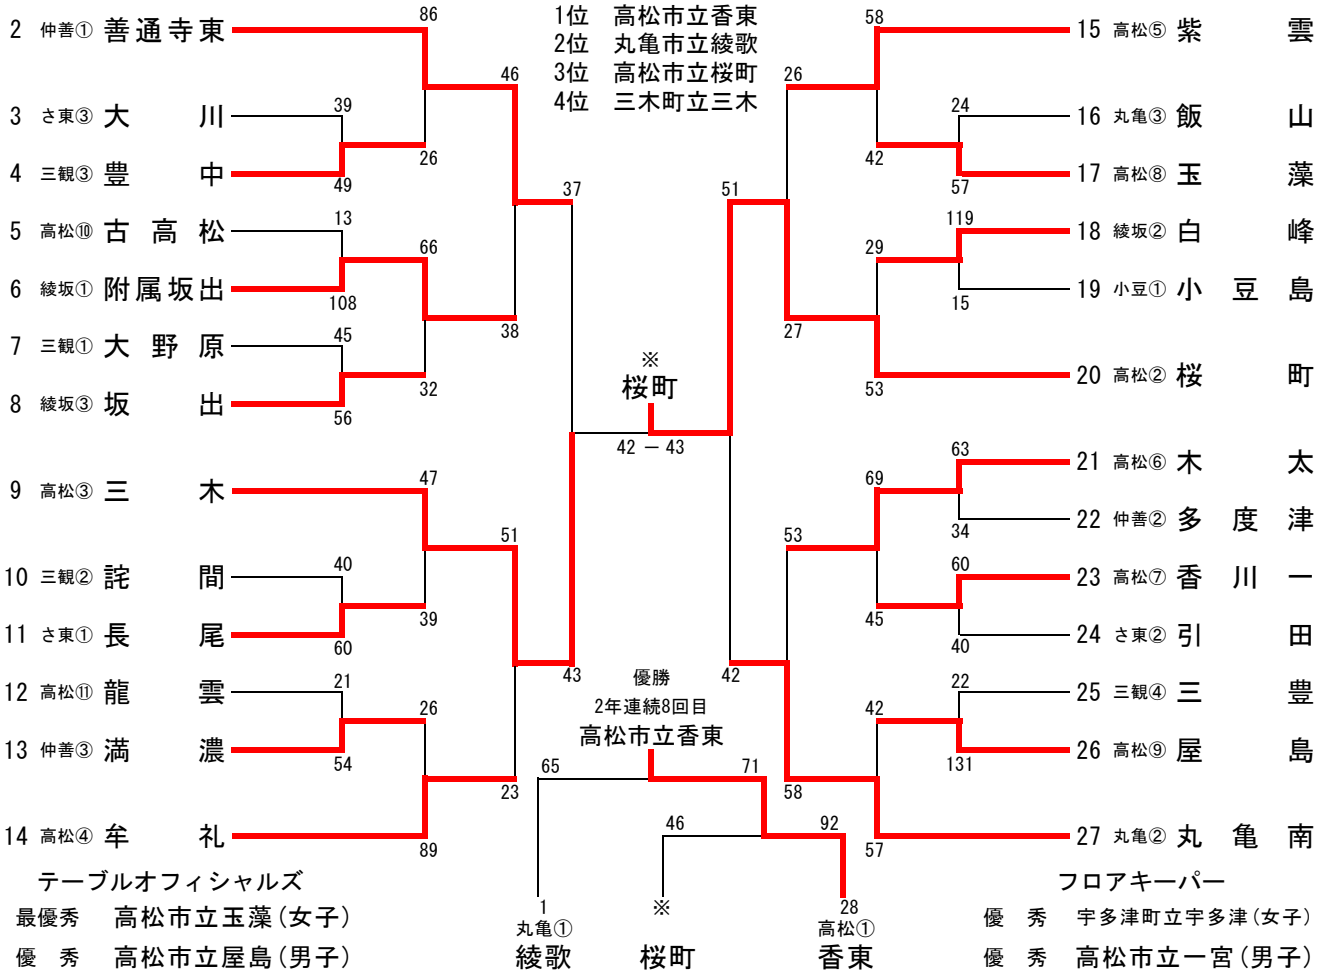 1位 高松市立香東
2位 丸亀市立綾歌
3位 高松市立桜町
4位 三木町立三木
2 仲善① 善通寺東
3 さ東③ 大川
4 三観③ 豊中
5 高松⑩ 古高松
6 綾坂① 附属坂出
7 三観① 大野原
8 綾坂③ 坂出
9 高松③ 三木
10 三観② 詫間
11 さ東① 長尾
12 高松⑪ 龍雲
13 仲善③ 満濃
14 高松④ 牟礼
86
39
26
49
13
66
108
45
32
56
47
40
39
60
21
26
54
89
46
38
51
23
37
43
※
桜町
42 ー 43
51
42
26
27
53
58
58
24
42
57
119
29
15
53
63
69
34
60
45
40
22
42
131
57
15 高松⑤ 紫雲
16 丸亀③ 飯山
17 高松⑧ 玉藻
18 綾坂② 白峰
19 小豆① 小豆島
20 高松② 桜町
21 高松⑥ 木太
22 仲善② 多度津
23 高松⑦ 香川一
24 さ東② 引田
25 三観④ 三豊
26 高松⑨ 屋島
27 丸亀② 丸亀南
優勝
2年連続8回目
高松市立香東
65
71
46
92
1
※
28
丸亀①
高松①
綾歌
桜町
香東
テーブルオフィシャルズ
最優秀 高松市立玉藻(女子)
優秀 高松市立屋島(男子)
フロアキーパー
優秀 宇多津町立宇多津(女子)
優秀 高松市立一宮(男子)